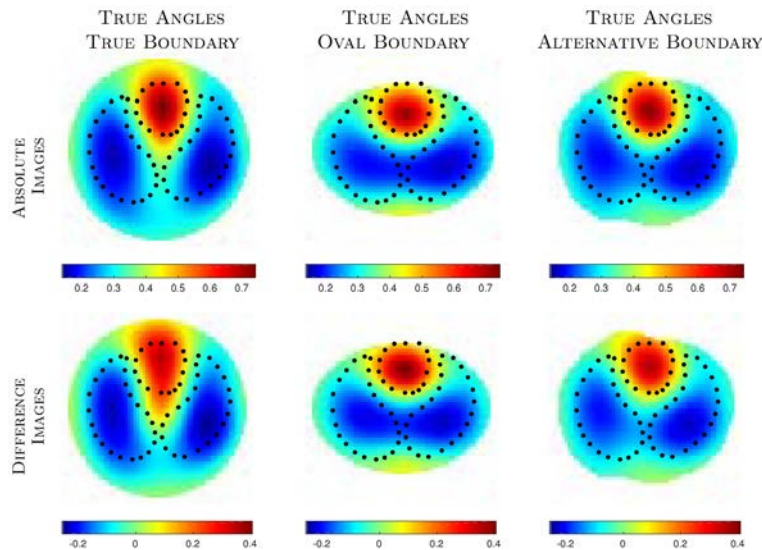 TRUE ANGLES
TRUE BOUNDARY
TRUE ANGLES
OVAL BOUNDARY
TRUE ANGLES
ALTERNATIVE BOUNDARY
ABSOLUTE
IMAGES
0.2 0.3 0.4 0.5 0.6 0.7
0.2 0.3 0.4 0.5 0.6 0.7
0.2 0.3 0.4 0.5 0.6 0.7
DIFFERENCE
IMAGES
-0.2 0 0.2 0.4
-0.2 0 0.2 0.4
-0.2 0 0.2 0.4